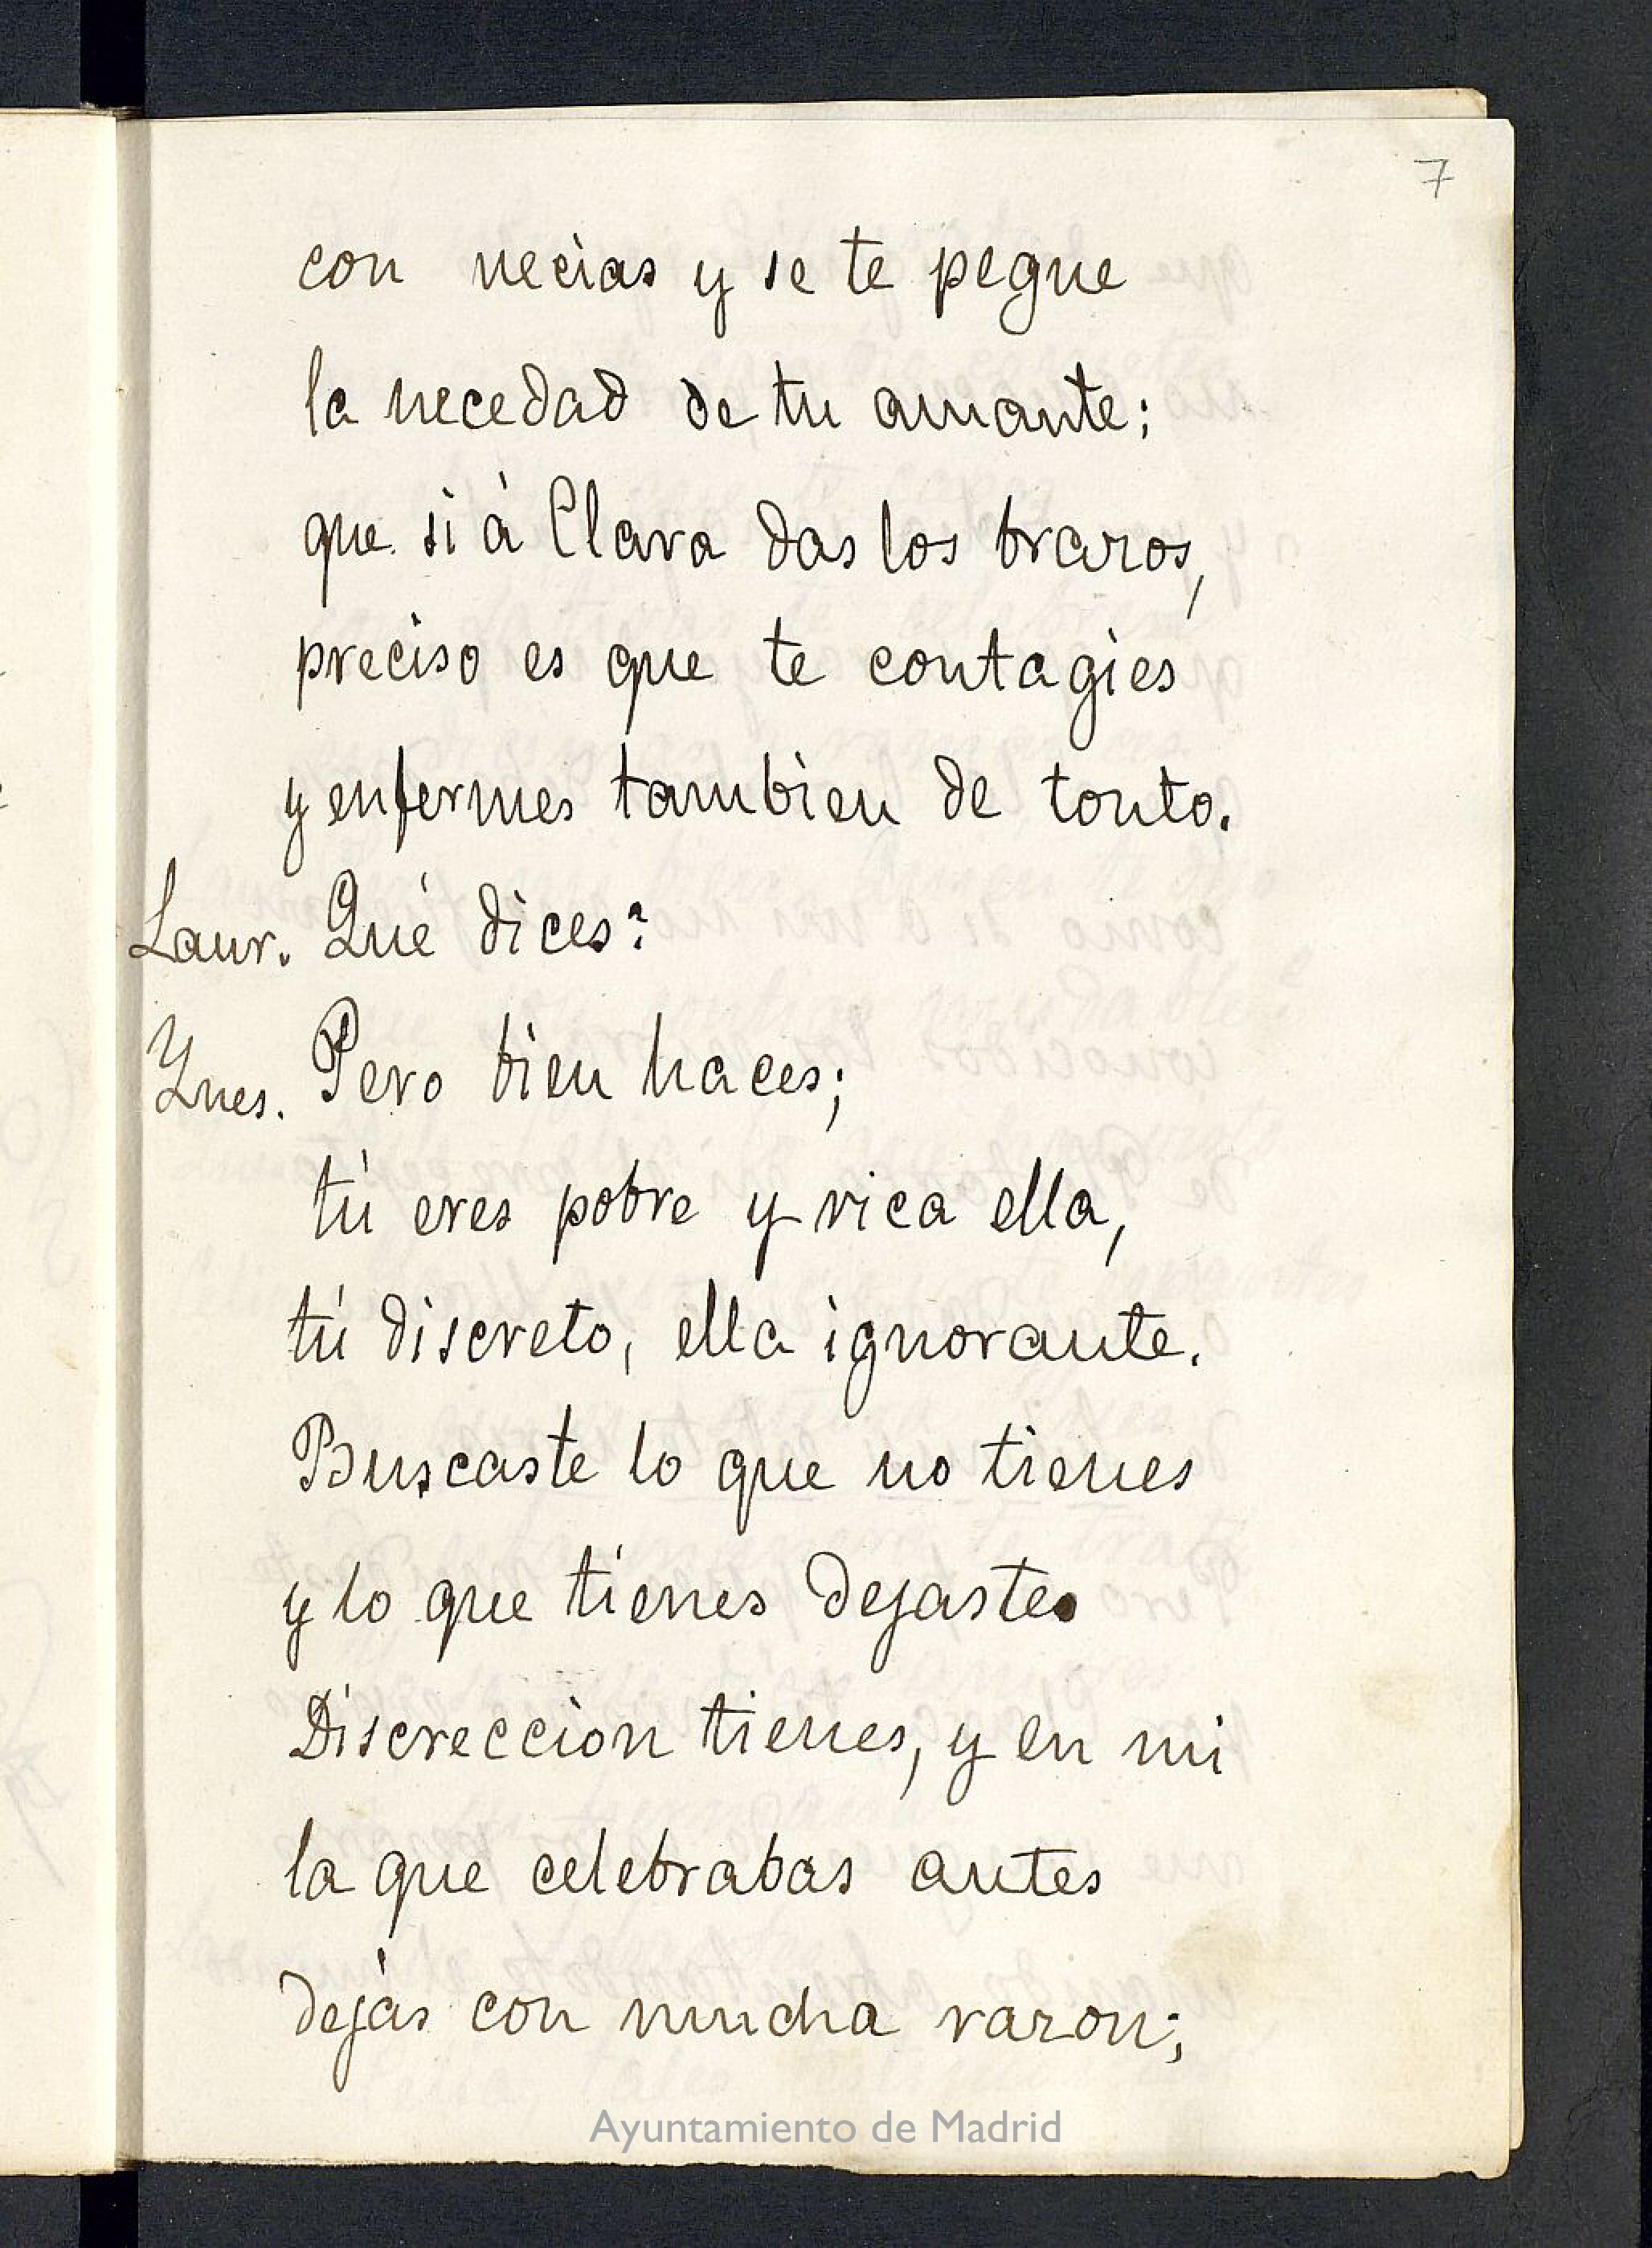 7
con necias y se te pegue
la necedad de tu amante:
que si á Clara das los brazos,
preciso es que te contagies
y enfermes tambien de tonto.
Laur. Qué dices?
Ynes. Pero bien haces;
tú eres pobre y rica ella,
tú discreto, ella ignorante.
Buscaste lo que no tienes
y lo que tienes dejaste.
Discreccion tienes, y en mi
la que celebrabas antes
dejas con mucha razon;
Ayuntamiento de Madrid